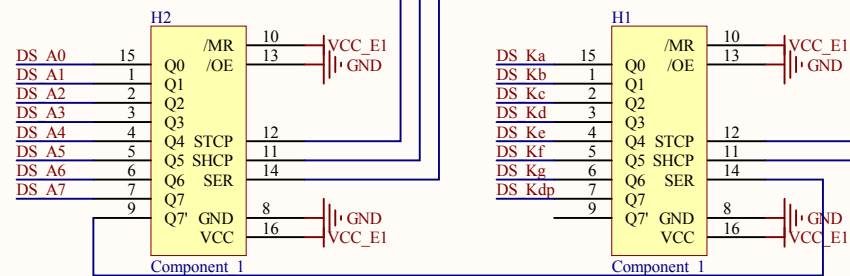 H2
/MR 10 VCC_E1
DS_A0 15 Q0 /OE 13 GND
DS_A1 1 Q1
DS_A2 2 Q2
DS_A3 3 Q3
DS_A4 4 Q4 STCP 12
DS_A5 5 Q5 SHCP 11
DS_A6 6 Q6 SER 14
DS_A7 7 Q7
9 Q7' GND 8 GND
VCC 16 VCC_E1
Component_1
H1
/MR 10 VCC_E1
DS_Ka 15 Q0 /OE 13 GND
DS_Kb 1 Q1
DS_Kc 2 Q2
DS_Kd 3 Q3
DS_Ke 4 Q4 STCP 12
DS_Kf 5 Q5 SHCP 11
DS_Kg 6 Q6 SER 14
DS_Kdp 7 Q7
9 Q7' GND 8 GND
VCC 16 VCC_E1
Component_1